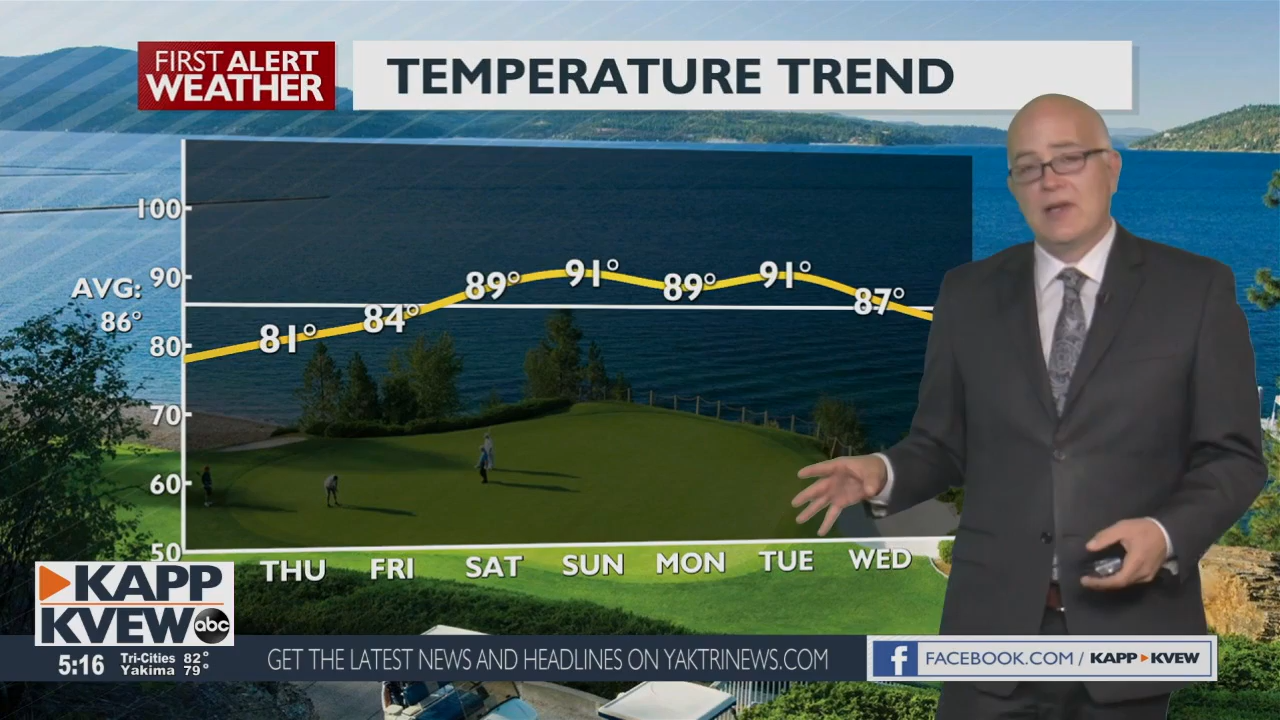 FIRST ALERT
WEATHER
TEMPERATURE TREND
100
AVG: 90
86°
80
70
60
50
81° 84° 89° 91° 89° 91° 87°
THU FRI SAT SUN MON TUE WED
KAPP
KVEW abc
5:16 Tri-Cities 82°
Yakima 79°
GET THE LATEST NEWS AND HEADLINES ON YAKTRINEWS.COM
f FACEBOOK.COM / KAPP KVEW